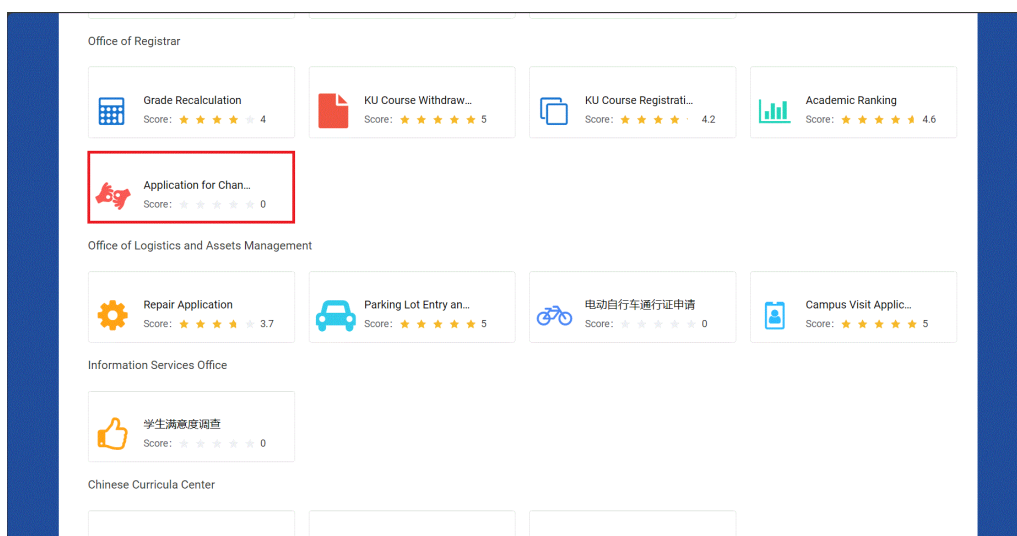 Office of Registrar
Grade Recalculation
Score: 4
KU Course Withdraw...
Score: 5
KU Course Registrati...
Score: 4.2
Academic Ranking
Score: 4.6
Application for Chan...
Score: 0
Office of Logistics and Assets Management
Repair Application
Score: 3.7
Parking Lot Entry an...
Score: 5
电动自行车通行证申请
Score: 0
Campus Visit Applic...
Score: 5
Information Services Office
学生满意度调查
Score: 0
Chinese Curricula Center